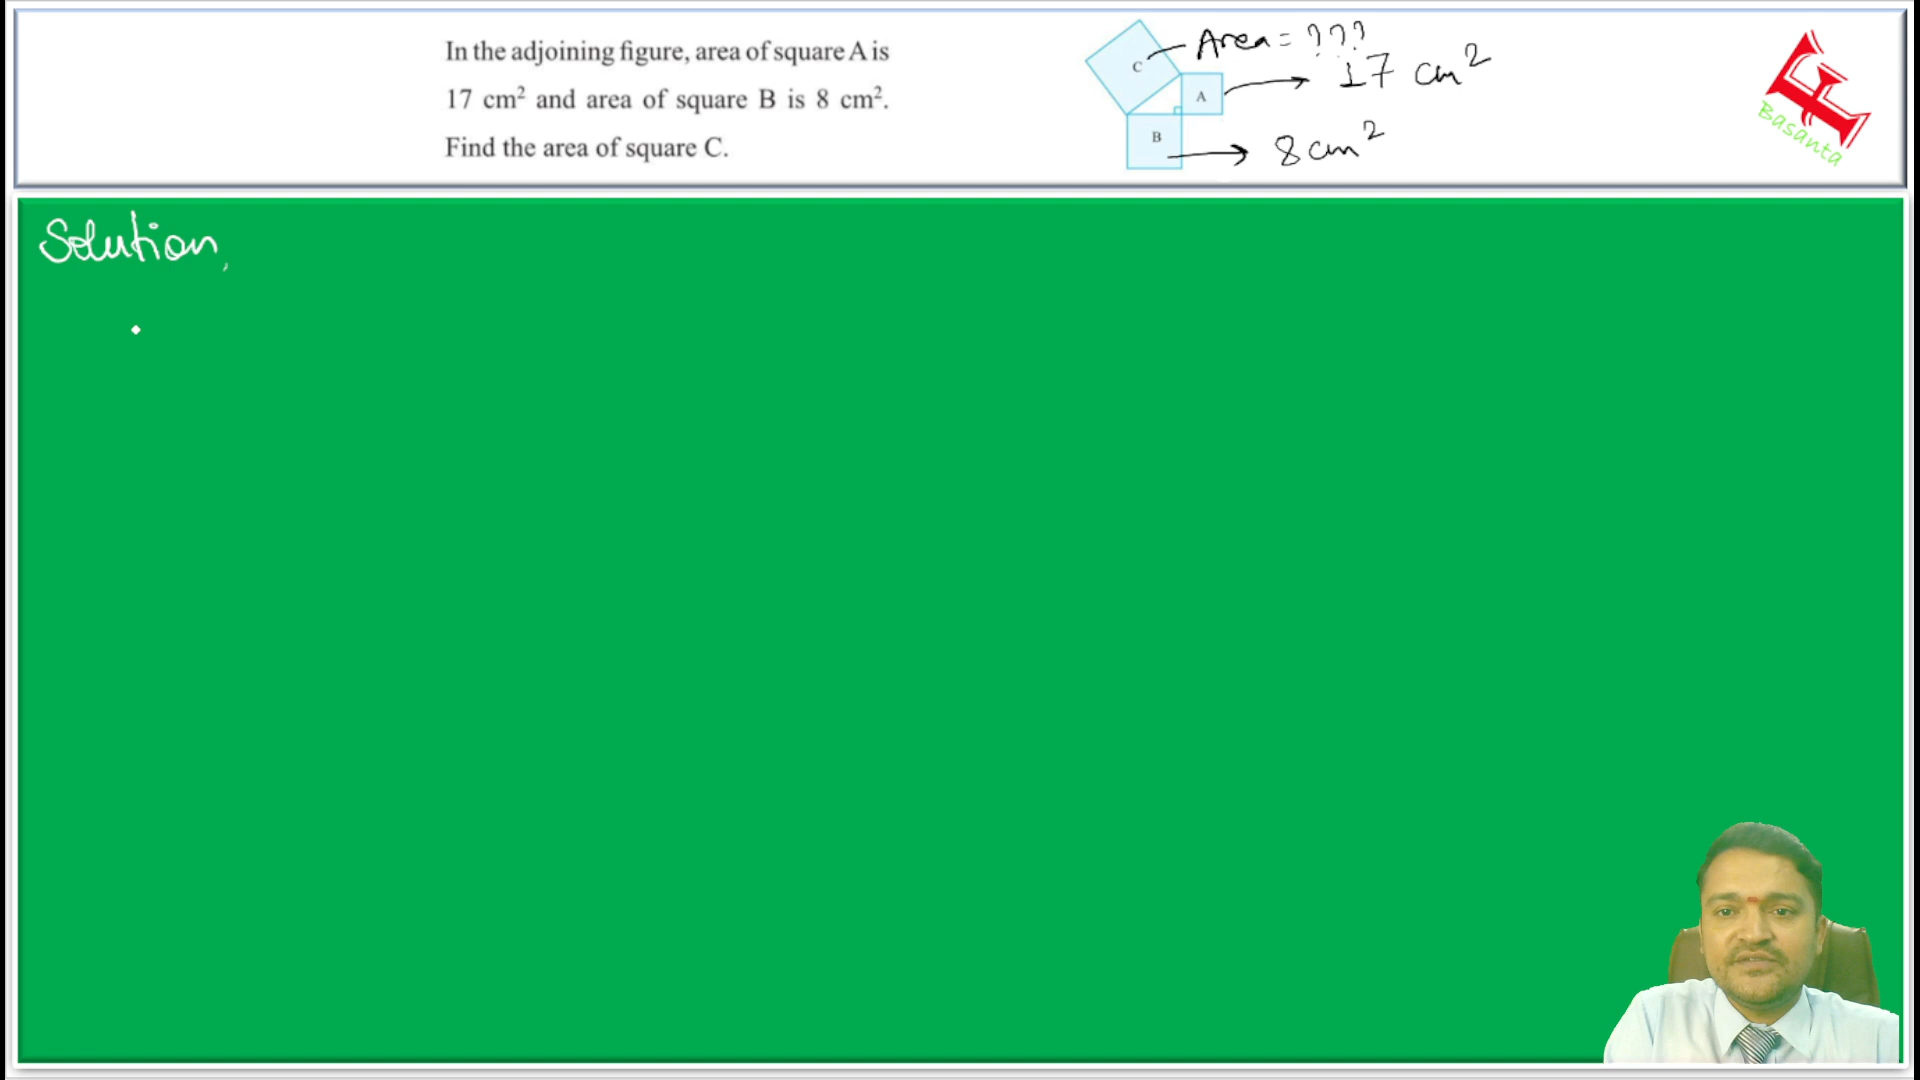 In the adjoining figure, area of square A is
17 cm² and area of square B is 8 cm².
Find the area of square C.
C
Area = ???
A
17 cm²
B
8 cm²
Basanta
Solution,